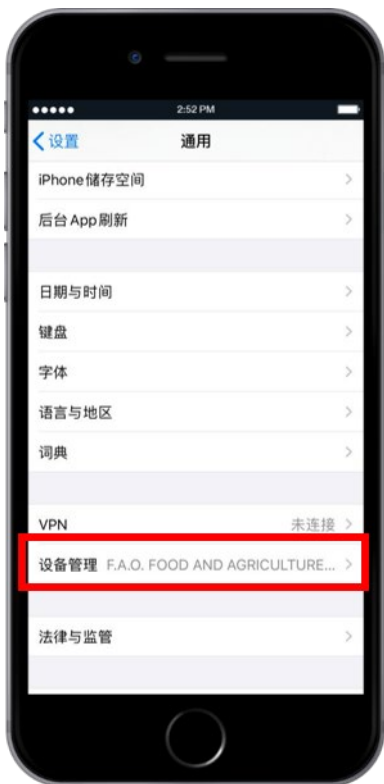 2:52 PM
设置 通用
iPhone储存空间
后台App刷新
日期与时间
键盘
字体
语言与地区
词典
VPN 未连接
设备管理 F.A.O. FOOD AND AGRICULTURE...
法律与监管